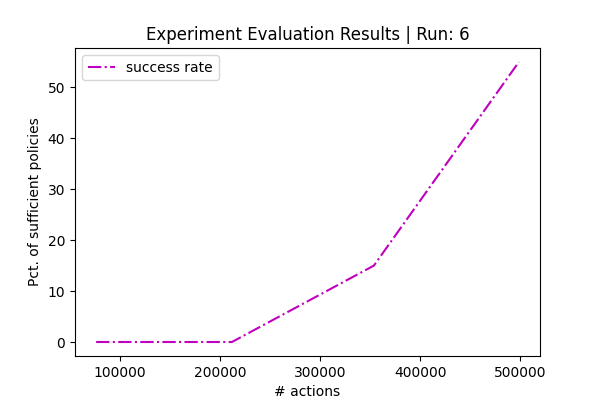 Experiment Evaluation Results | Run: 6
success rate
Pct. of sufficient policies
50
40
30
20
10
0
100000 200000 300000 400000 500000
# actions